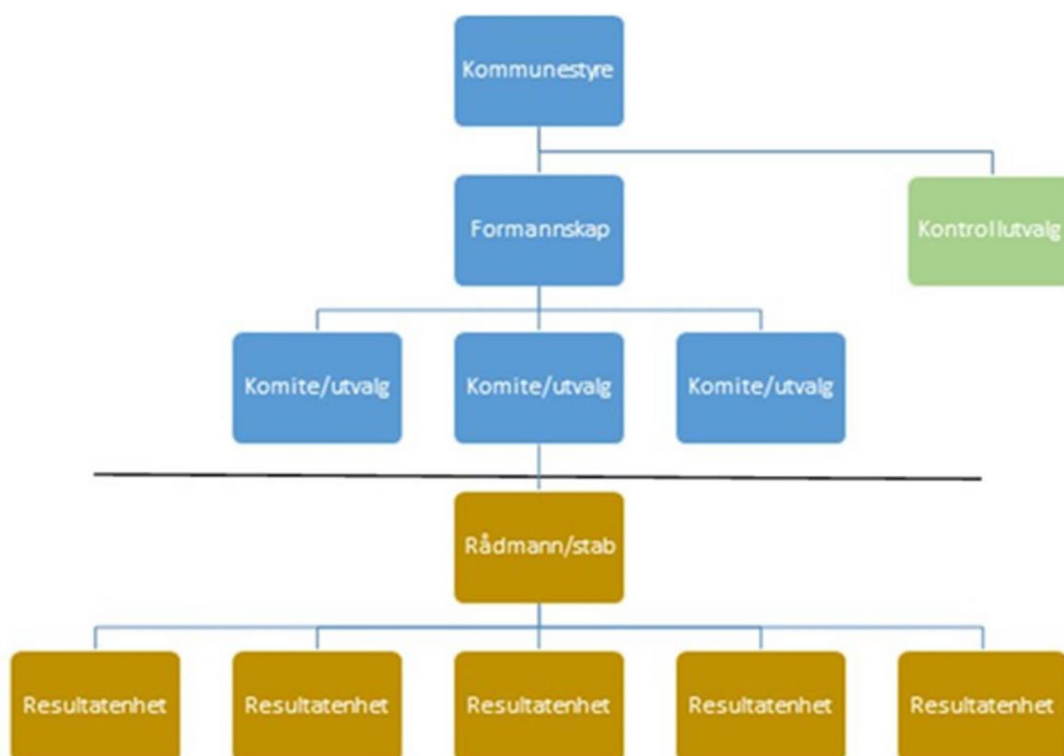 Kommunestyre
Formannskap
Kontrollutvalg
Komite/utvalg
Komite/utvalg
Komite/utvalg
Rådmann/stab
Resultatenhet
Resultatenhet
Resultatenhet
Resultatenhet
Resultatenhet